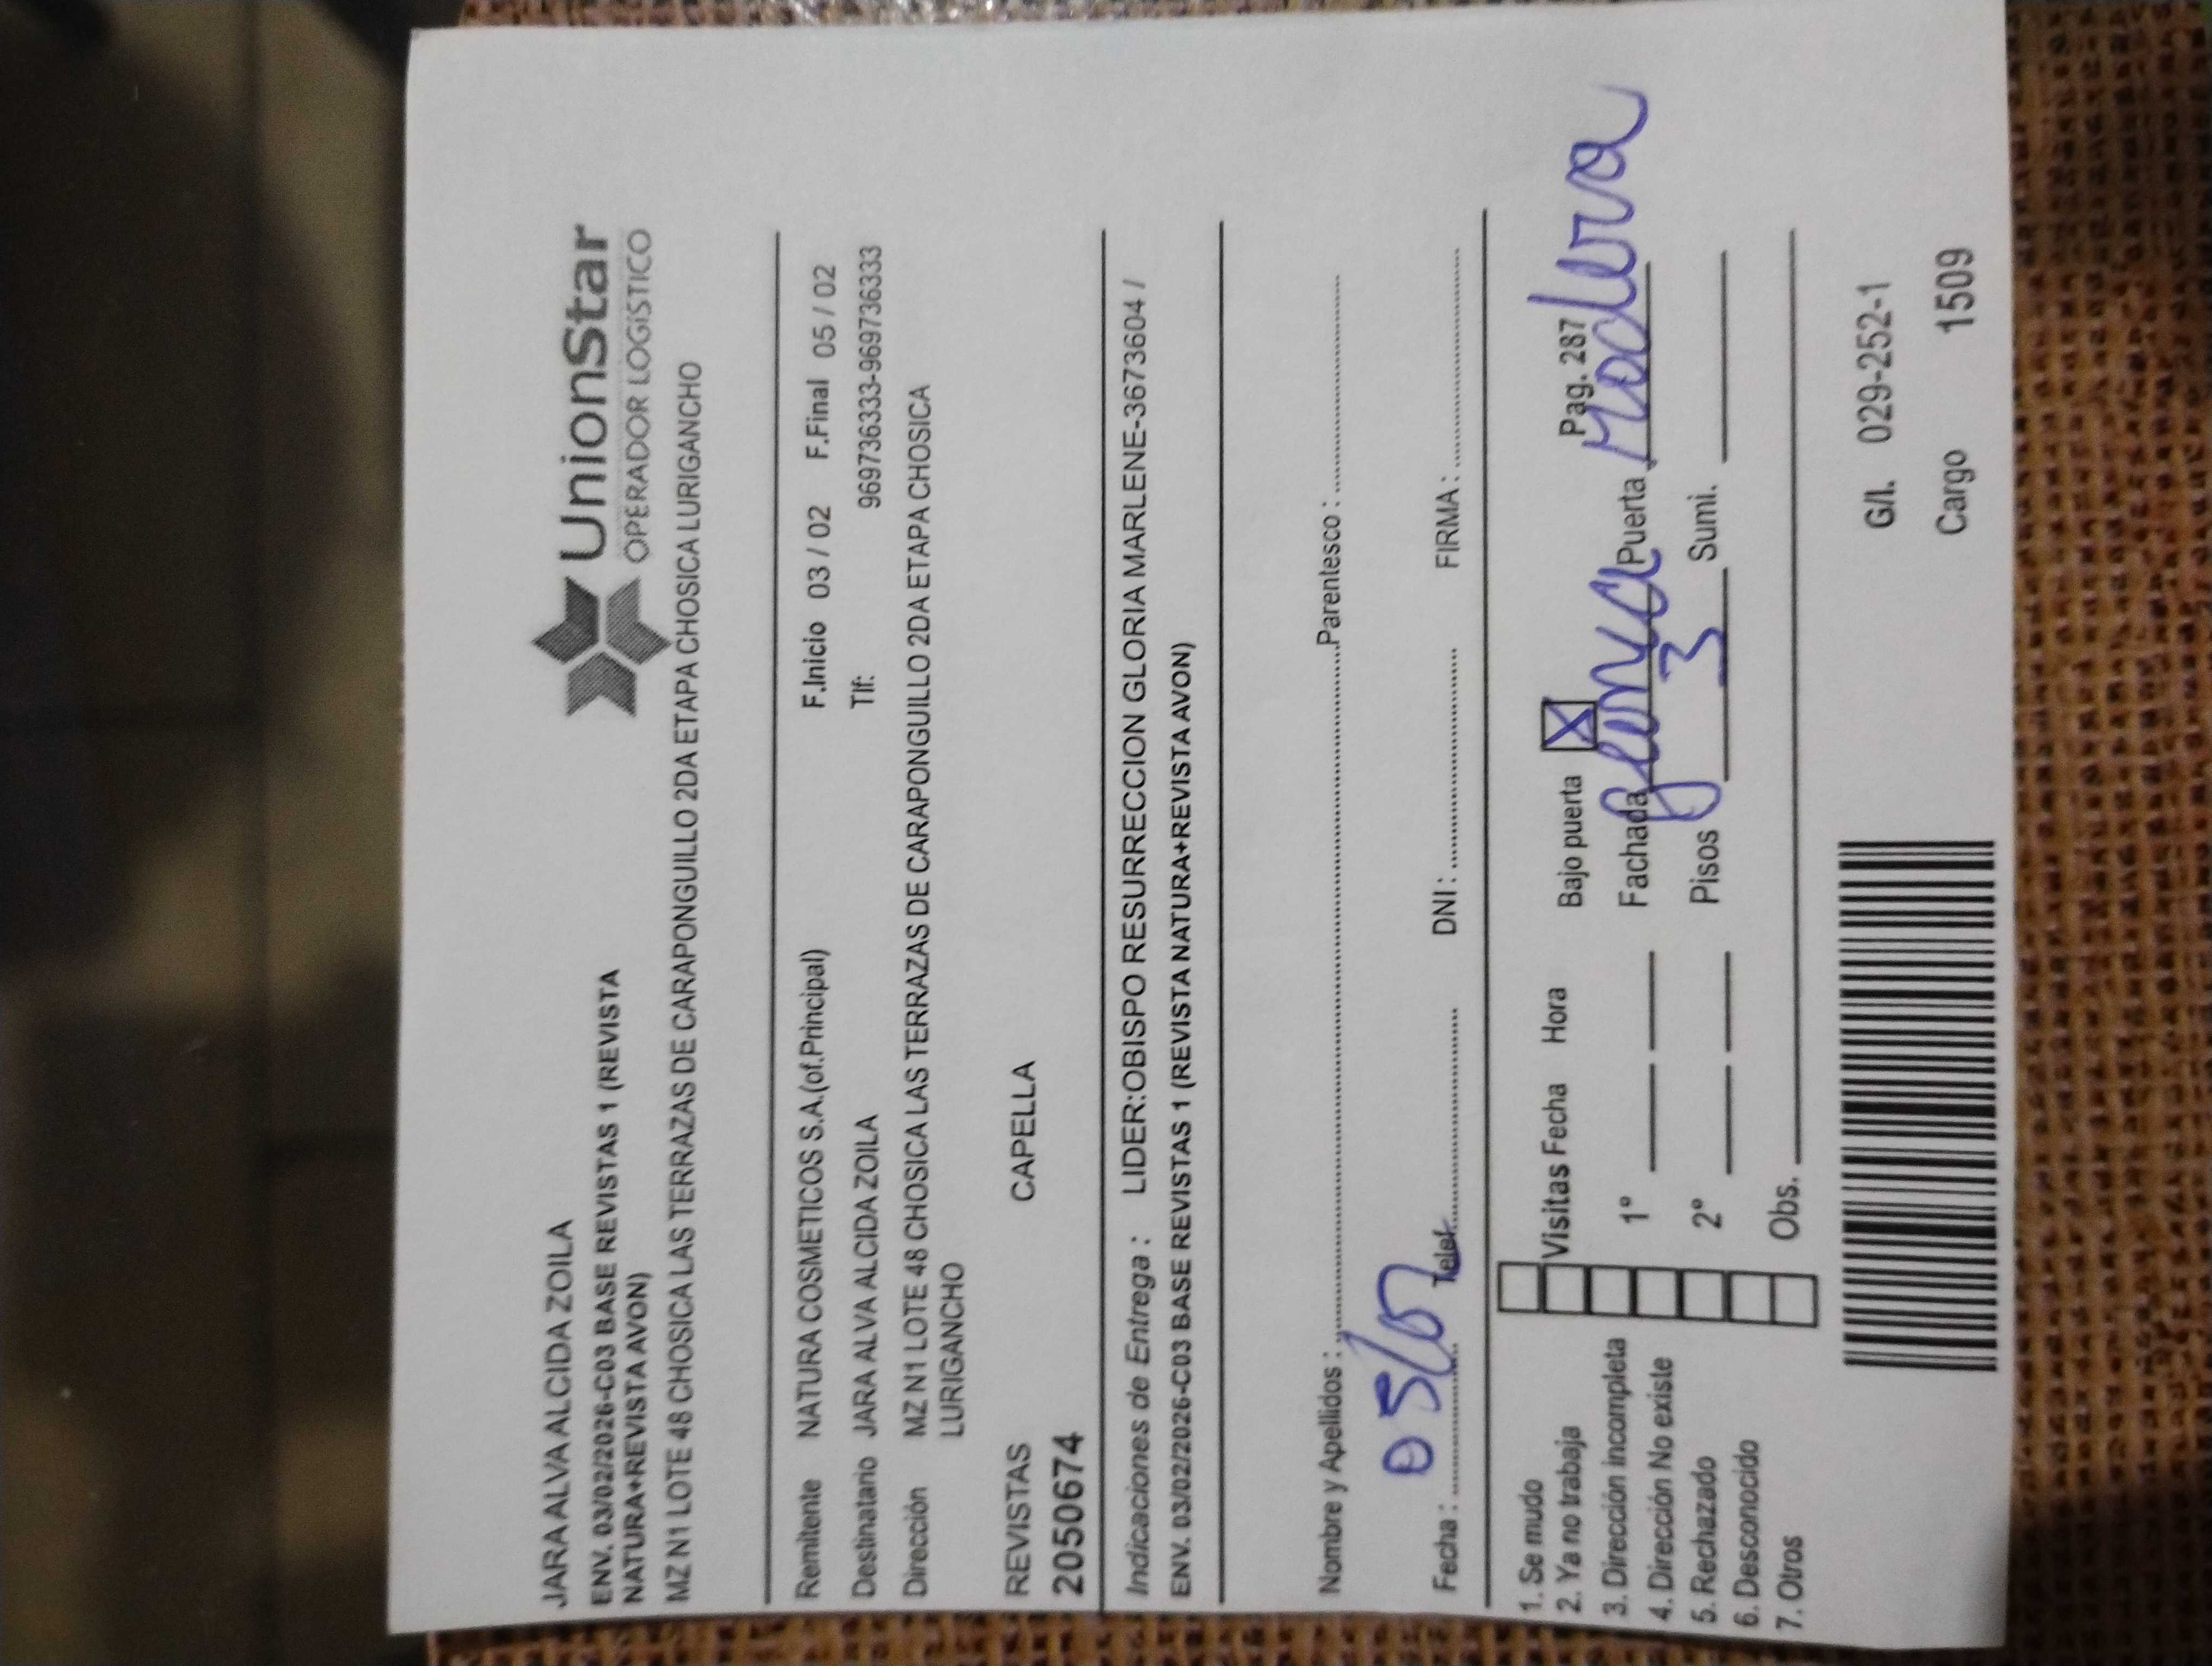 UnionStar
OPERADOR LOGíSTICO
JARA ALVA ALCIDA ZOILA
ENV. 03/02/2026-C03 BASE REVISTAS 1 (REVISTA
NATURA+REVISTA AVON)
MZ N1 LOTE 48 CHOSICA LAS TERRAZAS DE CARAPONGUILLO 2DA ETAPA CHOSICA LURIGANCHO
Remitente NATURA COSMETICOS S.A.(of.Principal) F.Inicio 03 / 02 F.Final 05 / 02
Destinatario JARA ALVA ALCIDA ZOILA Tlf: 969736333-969736333
Dirección MZ N1 LOTE 48 CHOSICA LAS TERRAZAS DE CARAPONGUILLO 2DA ETAPA CHOSICA
LURIGANCHO
REVISTAS CAPELLA
2050674
Indicaciones de Entrega : LIDER:OBISPO RESURRECCION GLORIA MARLENE-3673604 /
ENV. 03/02/2026-C03 BASE REVISTAS 1 (REVISTA NATURA+REVISTA AVON)
Nombre y Apellidos : Parentesco :
Fecha : 05/ Telef. DNI : FIRMA :
1. Se mudo
2. Ya no trabaja Visitas Fecha Hora Bajo puerta X Pag. 287
3. Dirección incompleta 1° Fachada Puerta Madera
4. Dirección No existe
5. Rechazado 2° Pisos 3 Sumi.
6. Desconocido
7. Otros Obs.
G/I. 029-252-1
Cargo 1509